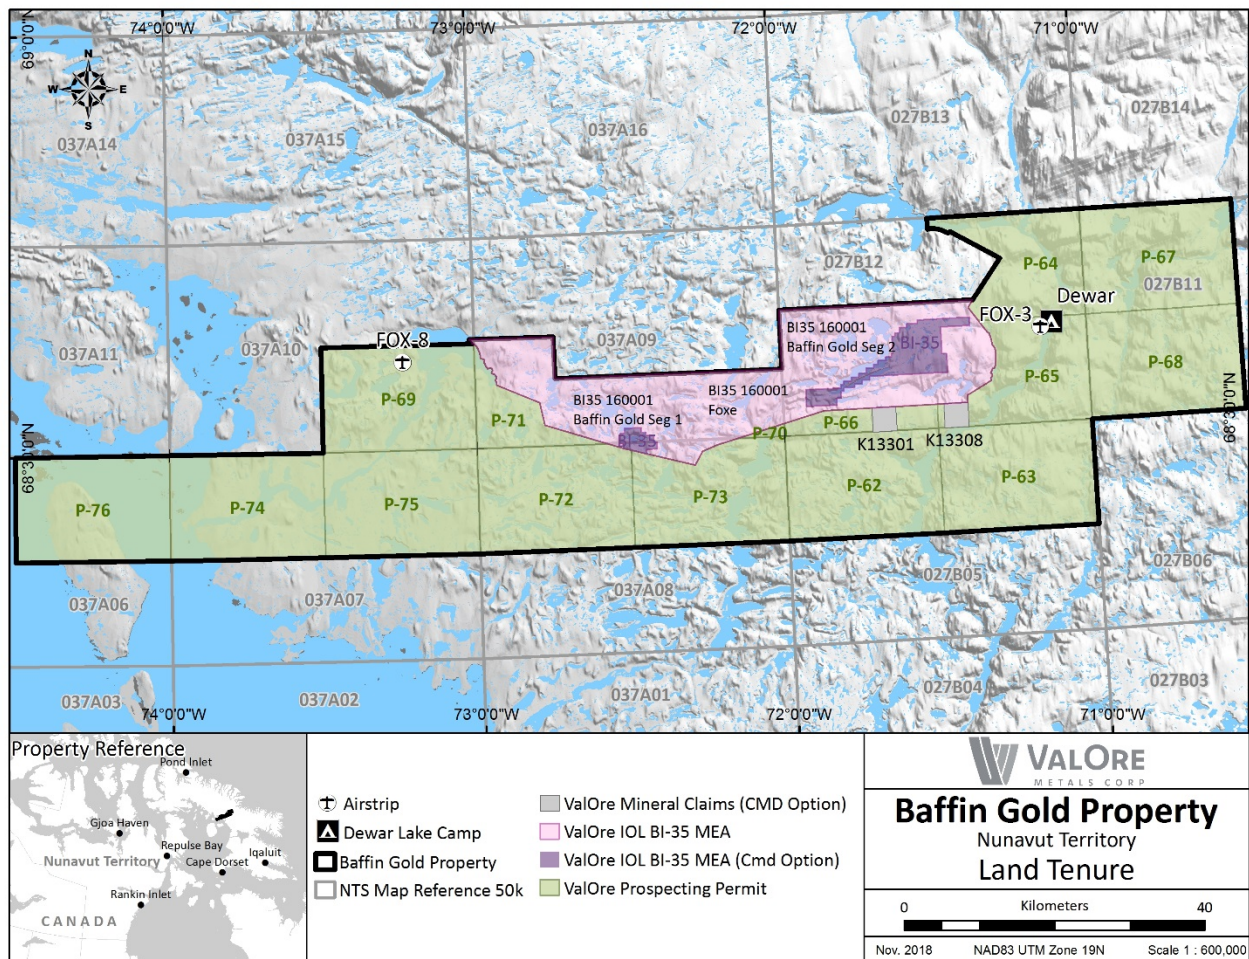 74°0'0"W
73°0'0"W
72°0'0"W
71°0'0"W
69°0'0"N
N
W
E
S
037A14
037A15
037A16
027B13
027B14
037A11
037A10
037A09
027B12
027B11
P-64
P-67
Dewar
FOX-3
FOX-8
BI35 160001
Baffin Gold Seg 2
BI-35
P-65
P-68
P-69
P-71
BI35 160001
Baffin Gold Seg 1
BI35 160001
Foxe
BI-35
P-70
P-66
K13301
K13308
68°30'0"N
68°30'0"N
P-76
P-74
P-75
P-72
P-73
P-62
P-63
037A06
037A07
037A08
027B05
027B06
037A03
037A02
037A01
027B04
027B03
74°0'0"W
73°0'0"W
72°0'0"W
71°0'0"W
Property Reference
Pond Inlet
Gjoa Haven
Repulse Bay
Nunavut Territory
Cape Dorset
Iqaluit
Rankin Inlet
CANADA
Airstrip
Dewar Lake Camp
Baffin Gold Property
NTS Map Reference 50k
ValOre Mineral Claims (CMD Option)
ValOre IOL BI-35 MEA
ValOre IOL BI-35 MEA (Cmd Option)
ValOre Prospecting Permit
VALORE
METALS CORP
Baffin Gold Property
Nunavut Territory
Land Tenure
0 Kilometers 40
Nov. 2018 NAD83 UTM Zone 19N Scale 1 : 600,000